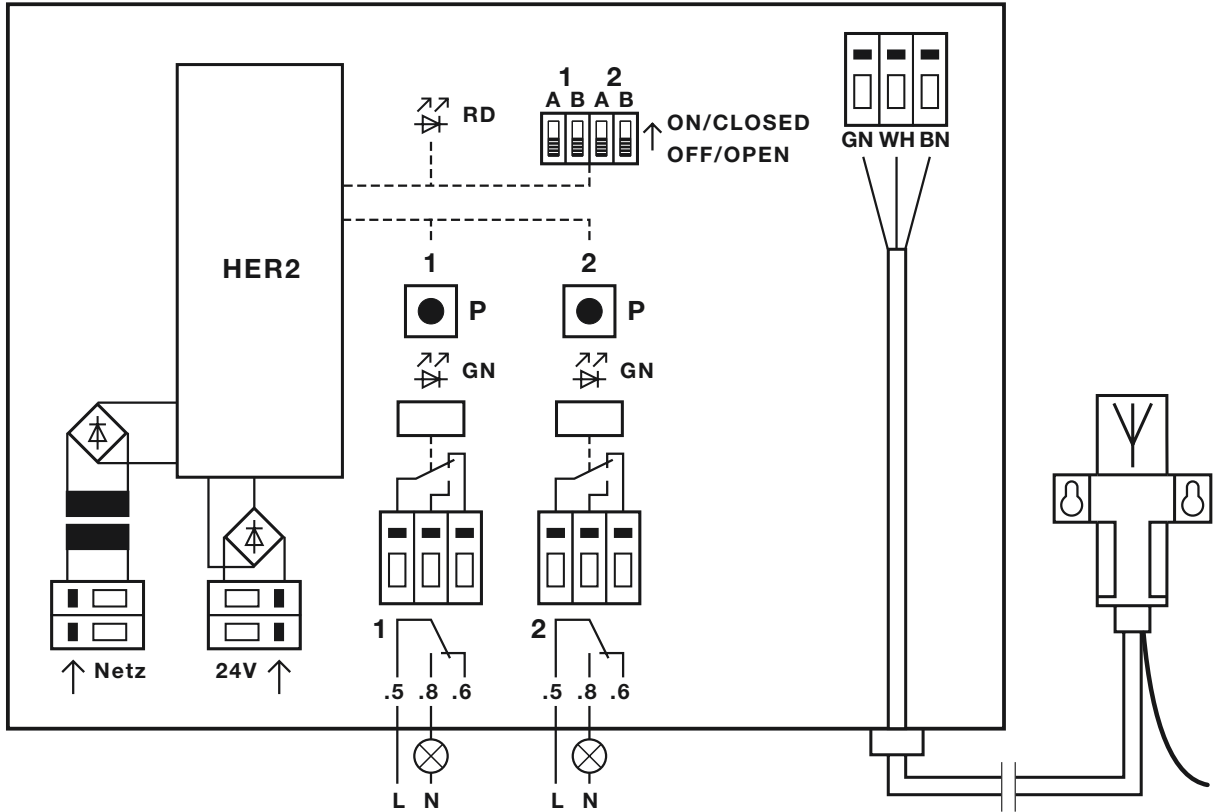 1 2
A B A B
RD
ON/CLOSED
OFF/OPEN
GN WH BN
HER2
1 2
P P
GN GN
Netz
24V
1 2
.5 .8 .6 .5 .8 .6
L N L N